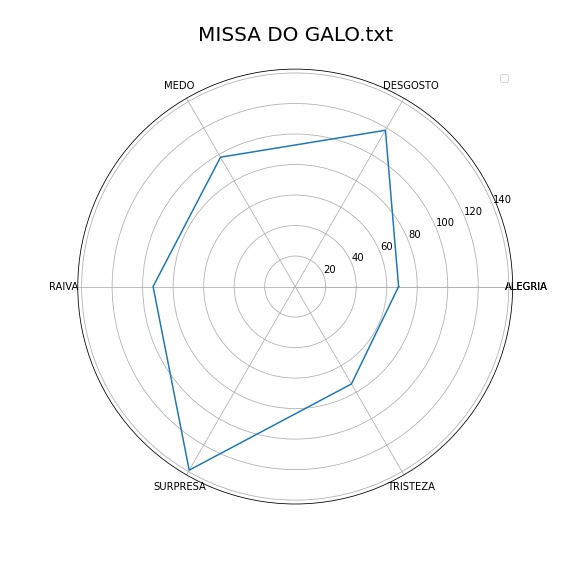 MISSA DO GALO.txt
MEDO
DESGOSTO
140
120
100
80
60
40
20
RAIVA
ALEGRIA
SURPRESA
TRISTEZA